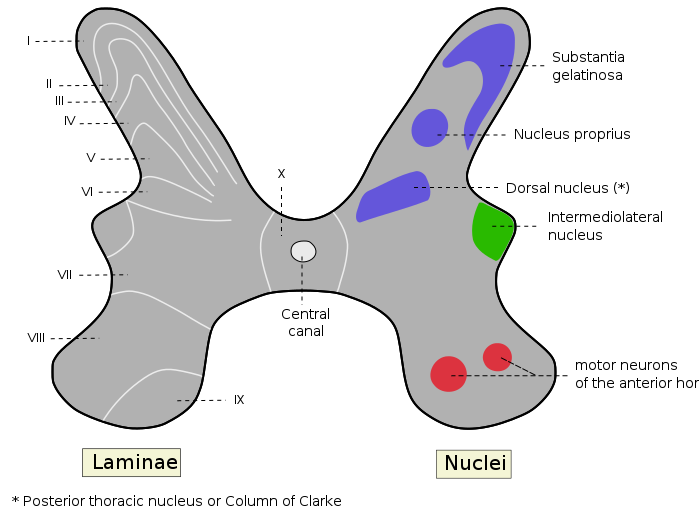 I
II
III
IV
V
VI
VII
VIII
IX
X
Central
canal
Substantia
gelatinosa
Nucleus proprius
Dorsal nucleus (*)
Intermediolateral
nucleus
motor neurons
of the anterior hor
Laminae
Nuclei
* Posterior thoracic nucleus or Column of Clarke